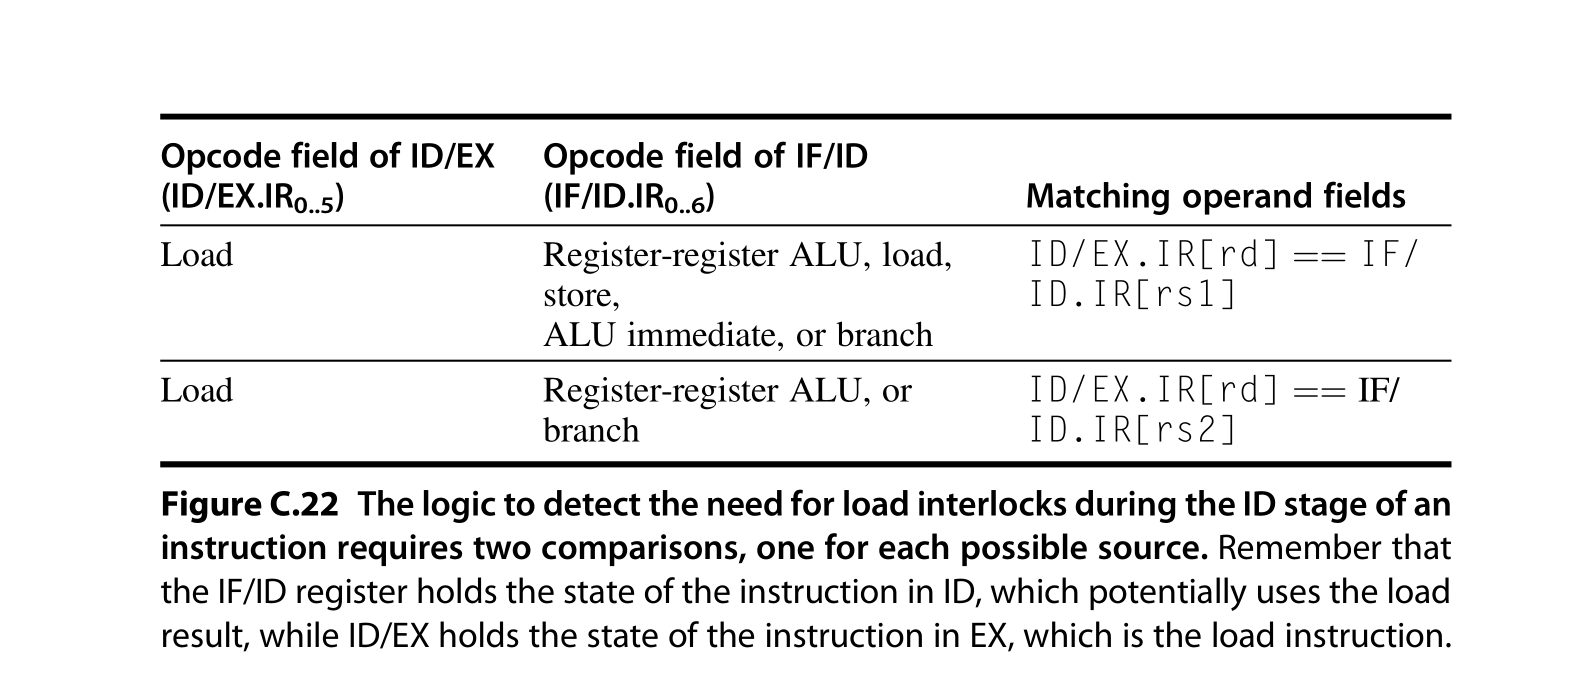 Opcode field of ID/EX
(ID/EX.IR0..5)
Opcode field of IF/ID
(IF/ID.IR0..6)
Matching operand fields
Load
Register-register ALU, load,
store,
ALU immediate, or branch
ID/EX.IR[rd] == IF/
ID.IR[rs1]
Load
Register-register ALU, or
branch
ID/EX.IR[rd] == IF/
ID.IR[rs2]
Figure C.22 The logic to detect the need for load interlocks during the ID stage of an
instruction requires two comparisons, one for each possible source. Remember that
the IF/ID register holds the state of the instruction in ID, which potentially uses the load
result, while ID/EX holds the state of the instruction in EX, which is the load instruction.